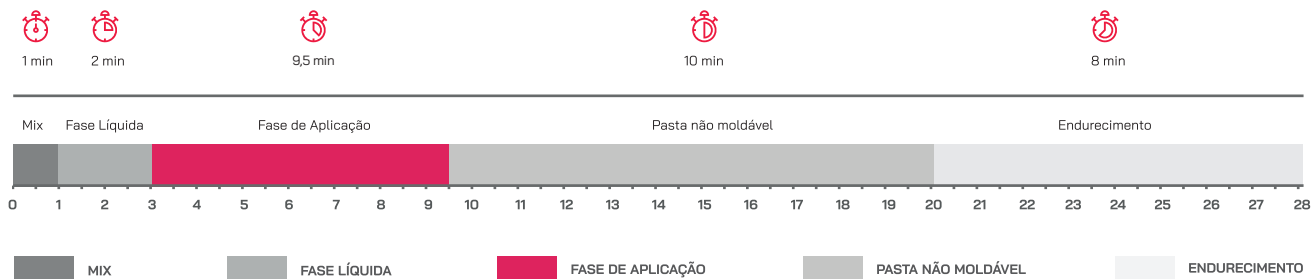 1 min 2 min 9,5 min 10 min 8 min
Mix Fase Líquida Fase de Aplicação Pasta não moldável Endurecimento
0 1 2 3 4 5 6 7 8 9 10 11 12 13 14 15 16 17 18 19 20 21 22 23 24 25 26 27 28
MIX FASE LÍQUIDA FASE DE APLICAÇÃO PASTA NÃO MOLDÁVEL ENDURECIMENTO